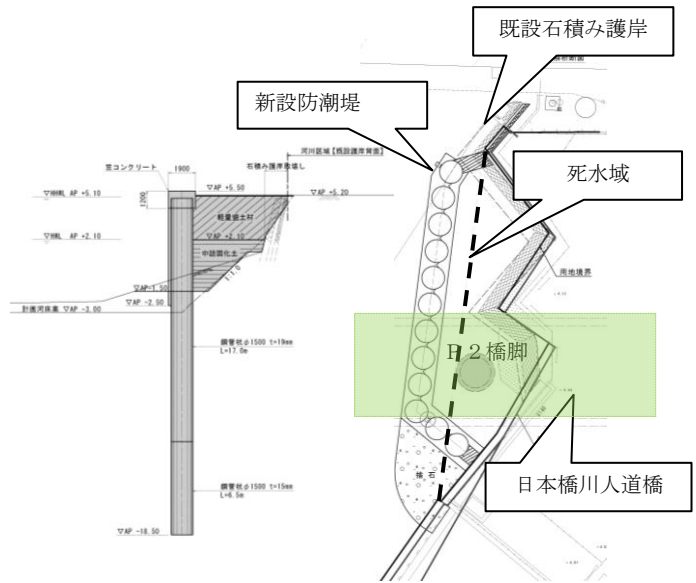 既設石積み護岸
新設防潮堤
死水域
用地境界
P2橋脚
日本橋川人道橋
捨石
河川区域【既設護岸背面】
石積み護岸取壊し
笠コンクリート
1900
1200
▽AP +5.50
▽AP +5.20
▽HHWL AP +5.10
軽量盛土材
▽HWL AP +2.10
▽AP +2.10
中詰固化土
1:1.0
▽AP-1.50
▽AP -2.50
計画河床高 ▽AP -3.00
鋼管杭φ1500 t=19mm
L=17.0m
鋼管杭φ1500 t=15mm
L=6.5m
▽AP -18.50